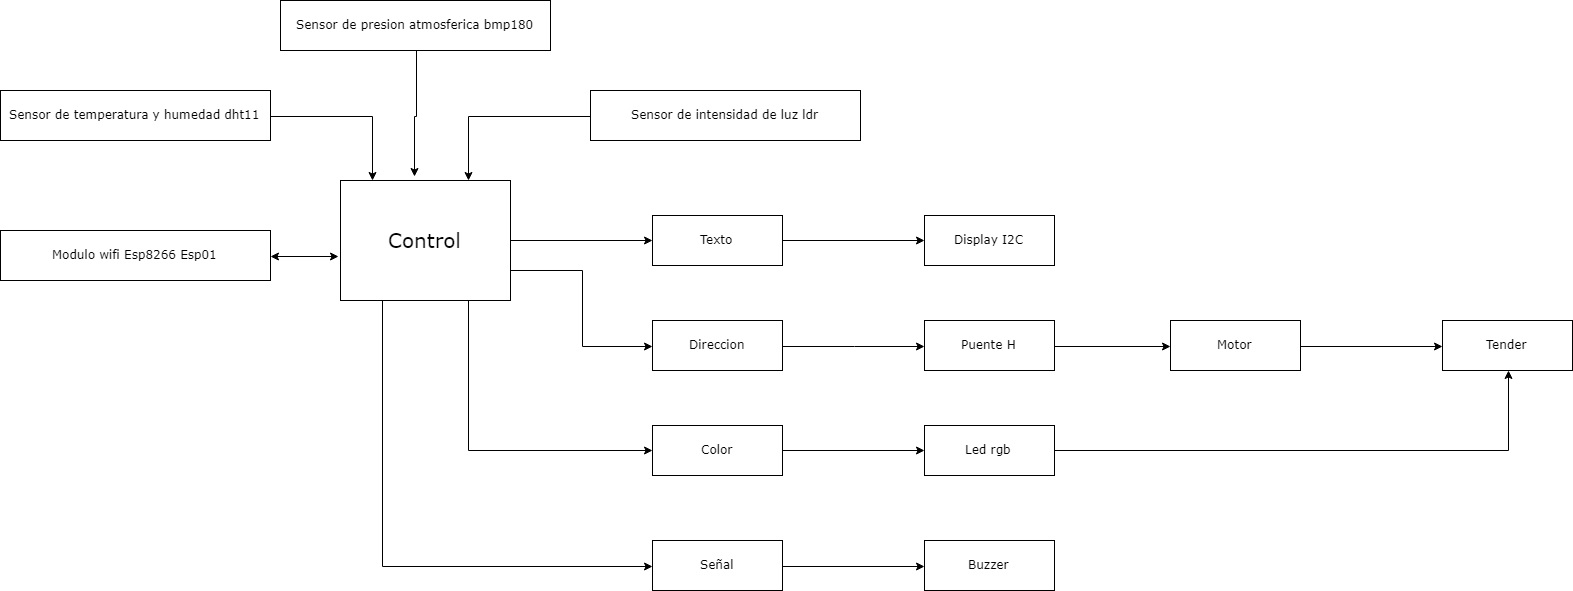 Sensor de presion atmosferica bmp180
Sensor de temperatura y humedad dht11
Sensor de intensidad de luz ldr
Control
Modulo wifi Esp8266 Esp01
Texto
Display I2C
Direccion
Puente H
Motor
Tender
Color
Led rgb
Señal
Buzzer